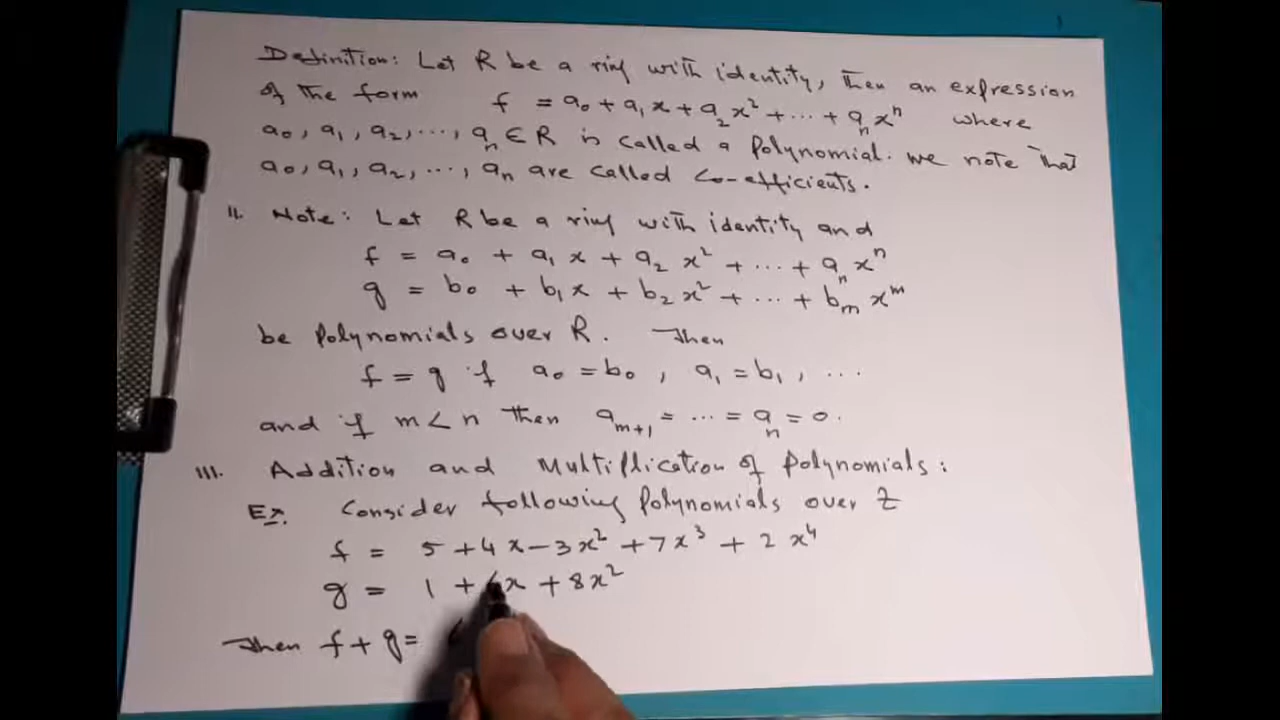 Definition: Let R be a ring with identity, then an expression
of the form f = a₀ + a₁x + a₂x² + ... + aₙxⁿ where
a₀, a₁, a₂, ..., aₙ ∈ R is called a polynomial. we note that
a₀, a₁, a₂, ..., aₙ are called co-efficients.
II. Note: Let R be a ring with identity and
f = a₀ + a₁x + a₂x² + ... + aₙxⁿ
g = b₀ + b₁x + b₂x² + ... + bₘxᵐ
be polynomials over R. Then
f = g if a₀ = b₀, a₁ = b₁, ...
and if m < n then aₘ₊₁ = ... = aₙ = 0.
III. Addition and Multiplication of polynomials:
Ex. Consider following polynomials over Z
f = 5 + 4x - 3x² + 7x³ + 2x⁴
g = 1 + x + 8x²
Then f + g =